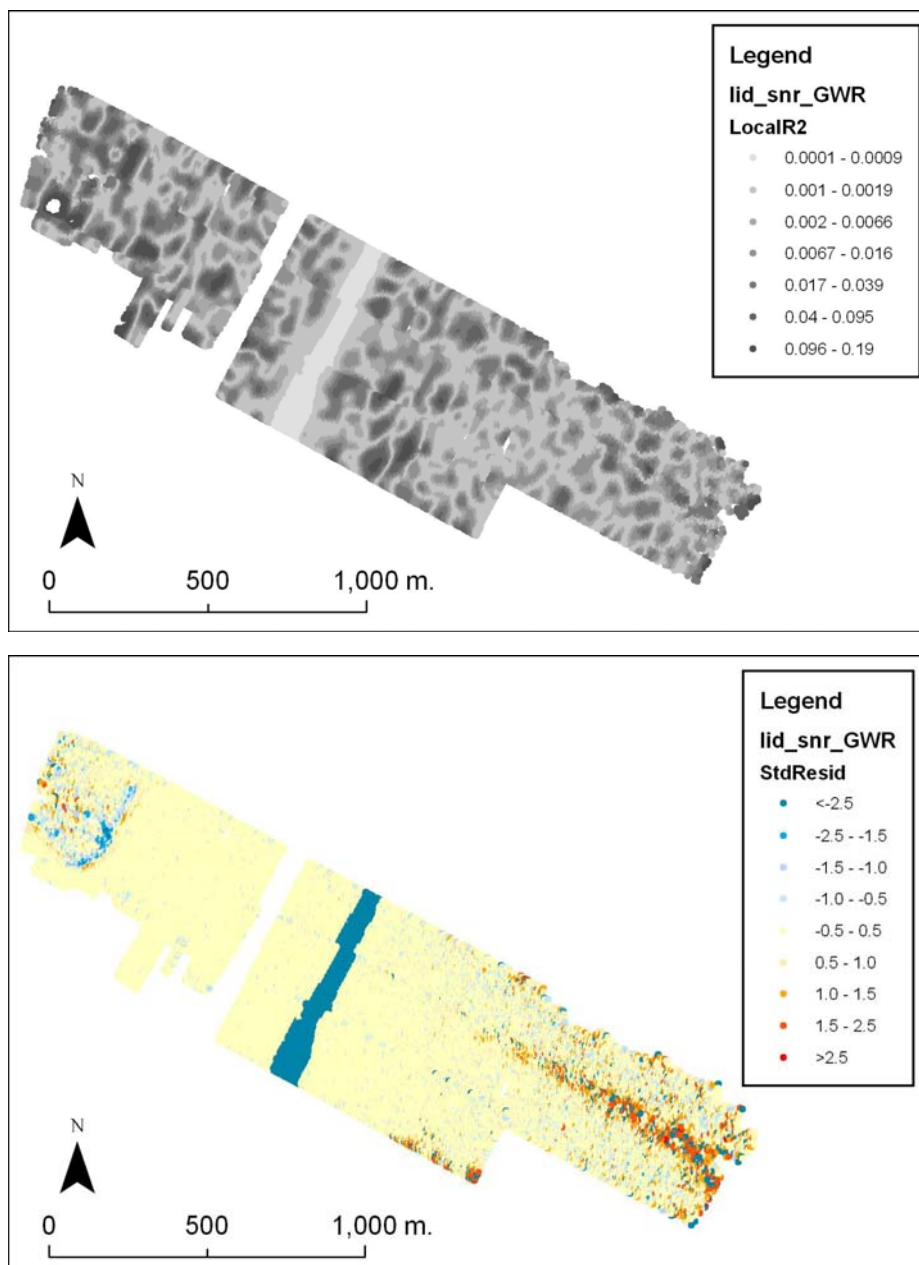 Legend
lid_snr_GWR
LocalR2
0.0001 - 0.0009
0.001 - 0.0019
0.002 - 0.0066
0.0067 - 0.016
0.017 - 0.039
0.04 - 0.095
0.096 - 0.19
N
0 500 1,000 m.
Legend
lid_snr_GWR
StdResid
<-2.5
-2.5 - -1.5
-1.5 - -1.0
-1.0 - -0.5
-0.5 - 0.5
0.5 - 1.0
1.0 - 1.5
1.5 - 2.5
>2.5
N
0 500 1,000 m.